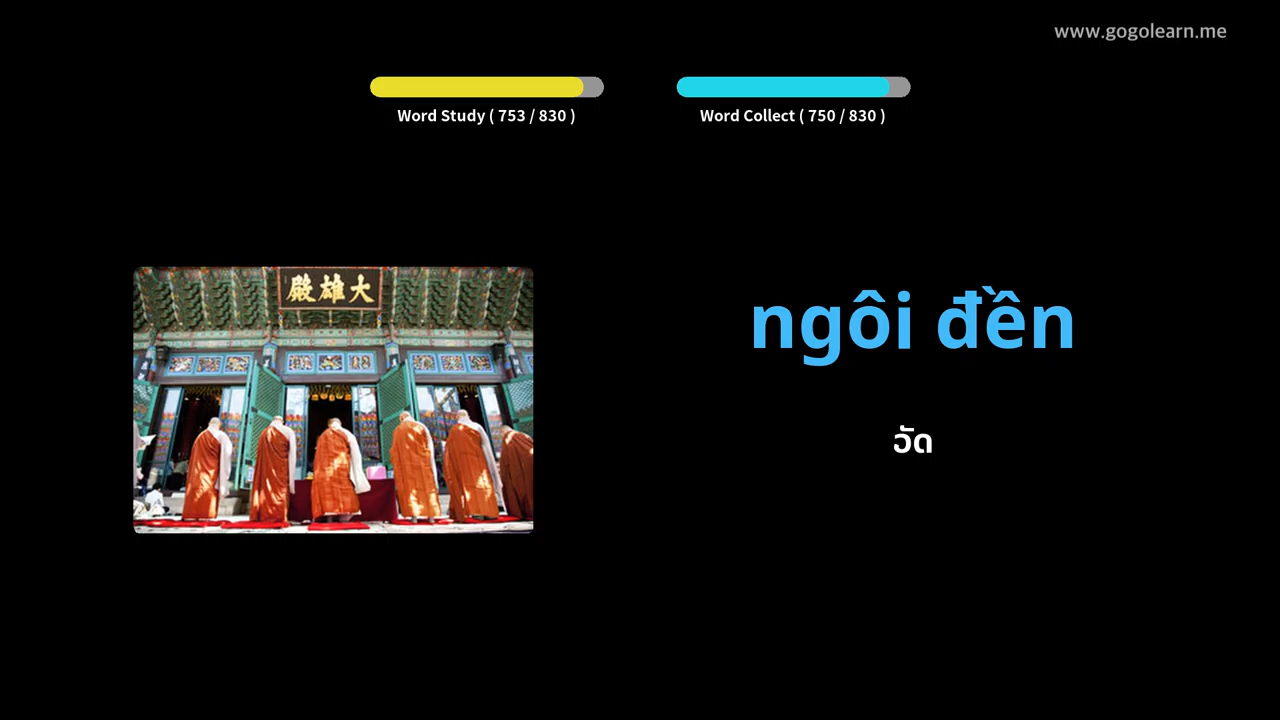 www.gogolearn.me
Word Study ( 753 / 830 )
Word Collect ( 750 / 830 )
殿雄大
ngôi đền
วัด